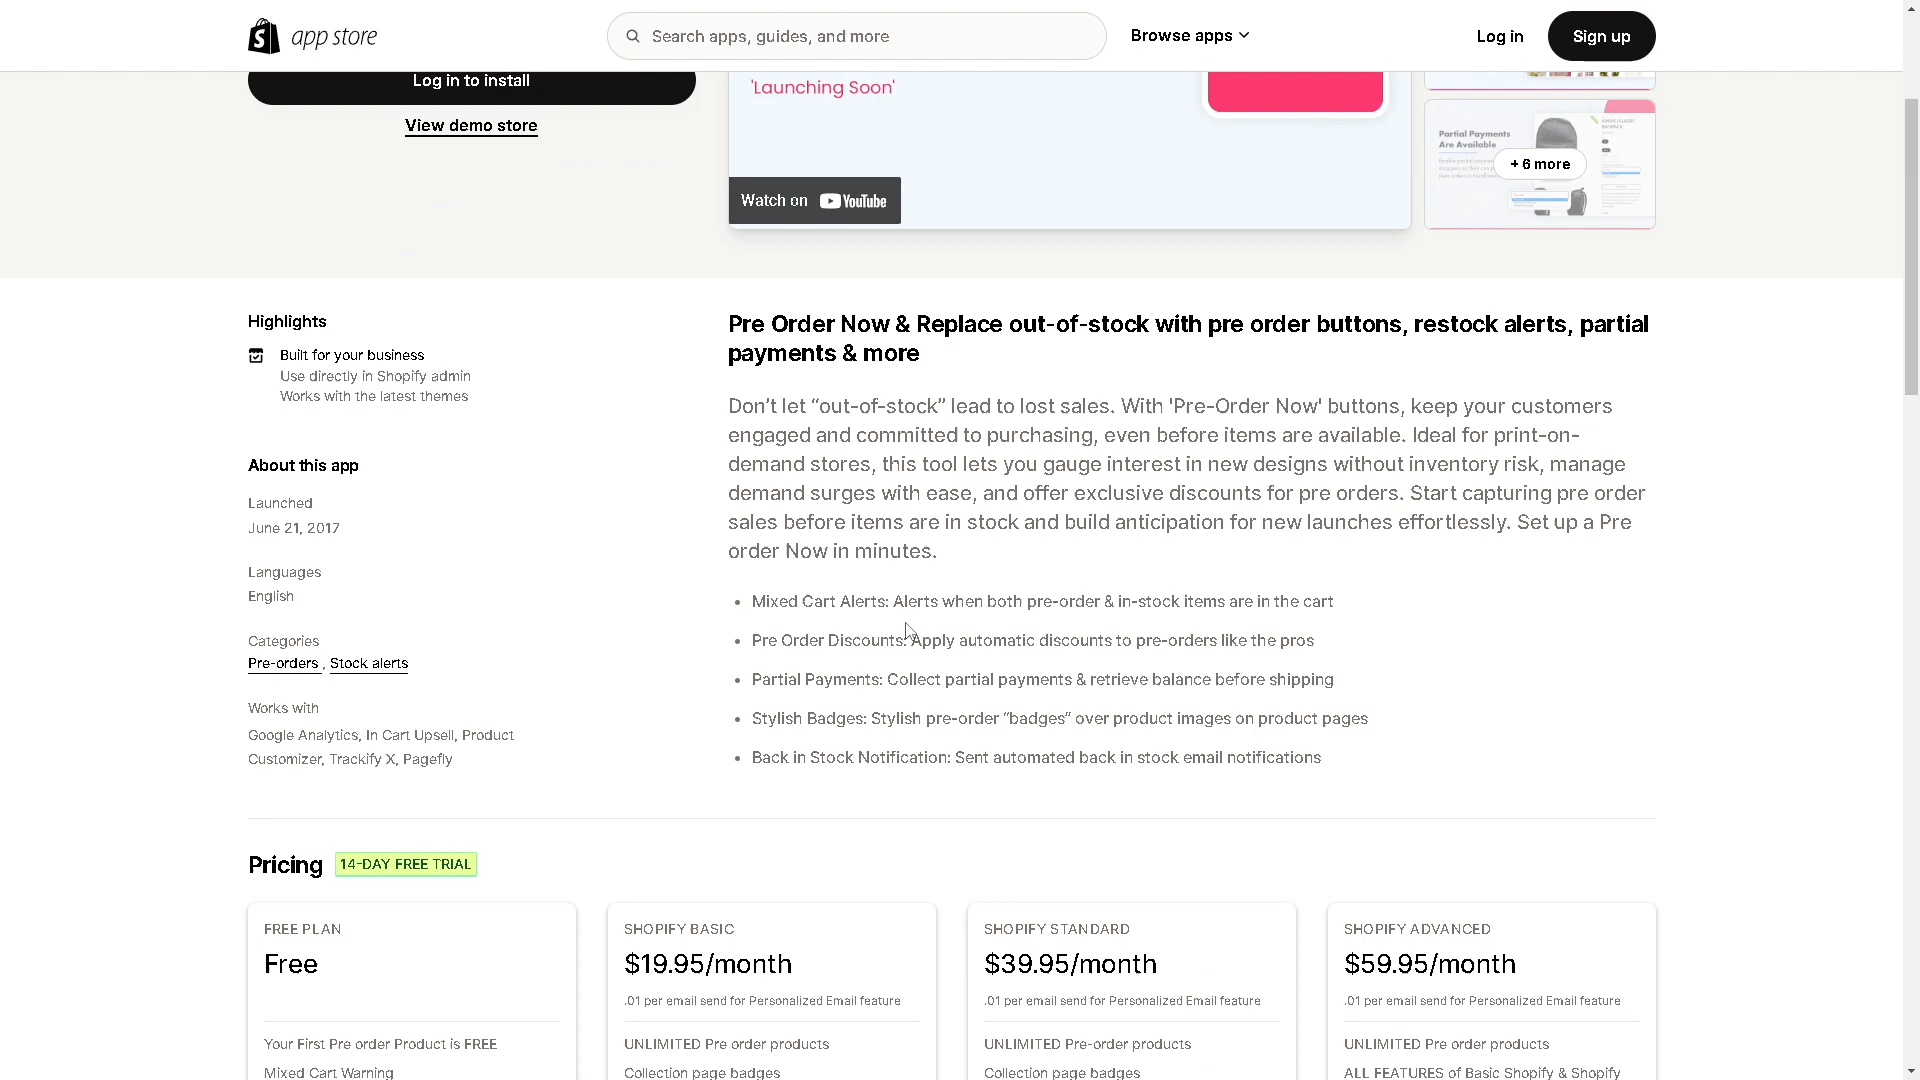 app store
Search apps, guides, and more
Browse apps
Log in
Sign up
Log in to install
View demo store
'Launching Soon'
Watch on YouTube
Partial Payments
Are Available
+ 6 more
Highlights
Built for your business
Use directly in Shopify admin
Works with the latest themes
About this app
Launched
June 21, 2017
Languages
English
Categories
Pre-orders , Stock alerts
Works with
Google Analytics, In Cart Upsell, Product
Customizer, Trackify X, Pagefly
Pre Order Now & Replace out-of-stock with pre order buttons, restock alerts, partial
payments & more
Don’t let “out-of-stock” lead to lost sales. With 'Pre-Order Now' buttons, keep your customers
engaged and committed to purchasing, even before items are available. Ideal for print-on-
demand stores, this tool lets you gauge interest in new designs without inventory risk, manage
demand surges with ease, and offer exclusive discounts for pre orders. Start capturing pre order
sales before items are in stock and build anticipation for new launches effortlessly. Set up a Pre
order Now in minutes.
• Mixed Cart Alerts: Alerts when both pre-order & in-stock items are in the cart
• Pre Order Discounts: Apply automatic discounts to pre-orders like the pros
• Partial Payments: Collect partial payments & retrieve balance before shipping
• Stylish Badges: Stylish pre-order “badges” over product images on product pages
• Back in Stock Notification: Sent automated back in stock email notifications
Pricing
14-DAY FREE TRIAL
FREE PLAN
Free
Your First Pre order Product is FREE
Mixed Cart Warning
SHOPIFY BASIC
$19.95/month
.01 per email send for Personalized Email feature
UNLIMITED Pre order products
Collection page badges
SHOPIFY STANDARD
$39.95/month
.01 per email send for Personalized Email feature
UNLIMITED Pre-order products
Collection page badges
SHOPIFY ADVANCED
$59.95/month
.01 per email send for Personalized Email feature
UNLIMITED Pre order products
ALL FEATURES of Basic Shopify & Shopify